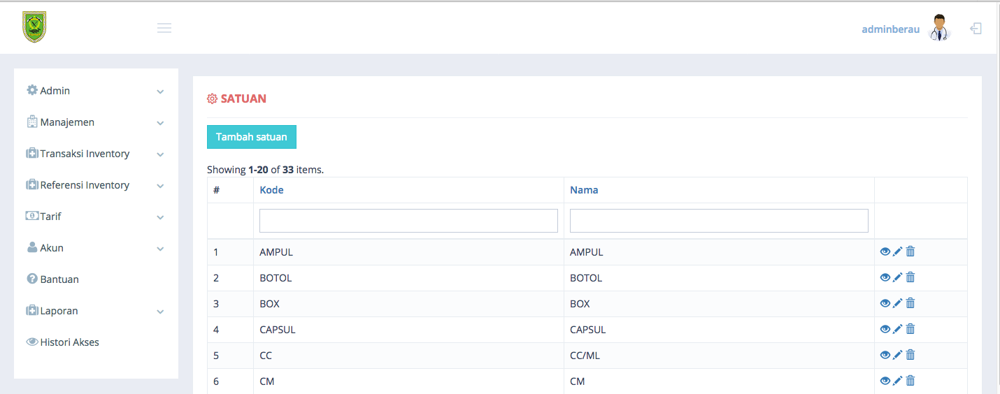 adminberau
Admin
Manajemen
Transaksi Inventory
Referensi Inventory
Tarif
Akun
Bantuan
Laporan
Histori Akses
SATUAN
Tambah satuan
Showing 1-20 of 33 items.
# Kode Nama
1 AMPUL AMPUL
2 BOTOL BOTOL
3 BOX BOX
4 CAPSUL CAPSUL
5 CC CC/ML
6 CM CM